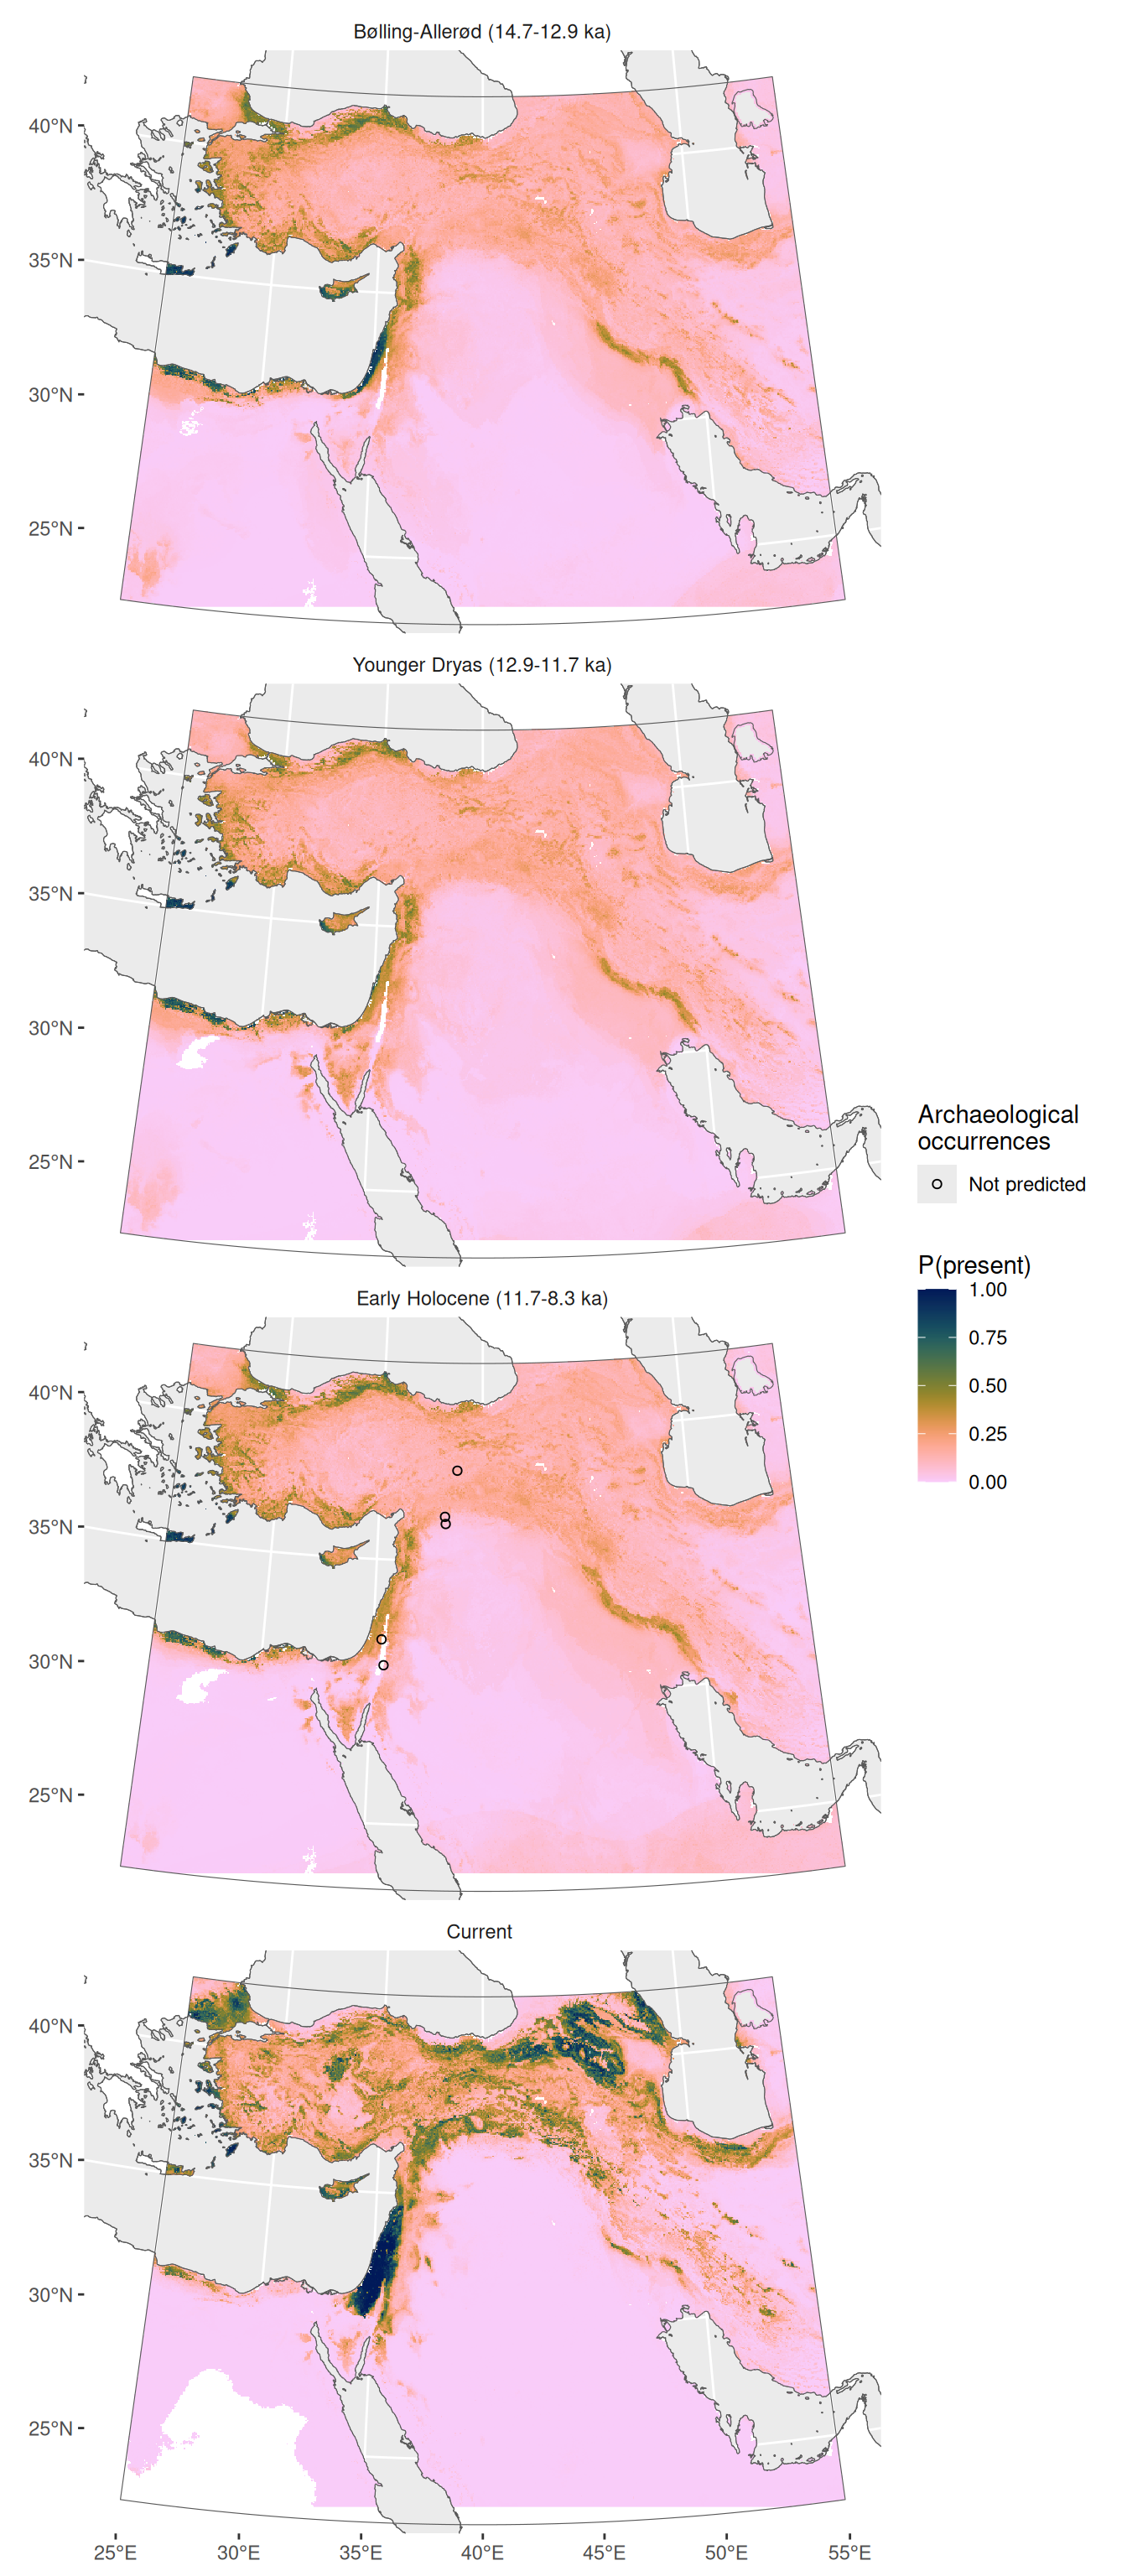 Bølling-Allerød (14.7-12.9 ka)
40°N
35°N
30°N
25°N
Younger Dryas (12.9-11.7 ka)
40°N
35°N
30°N
25°N
Archaeological
occurrences
Not predicted
P(present)
1.00
0.75
0.50
0.25
0.00
Early Holocene (11.7-8.3 ka)
40°N
35°N
30°N
25°N
Current
40°N
35°N
30°N
25°N
25°E 30°E 35°E 40°E 45°E 50°E 55°E